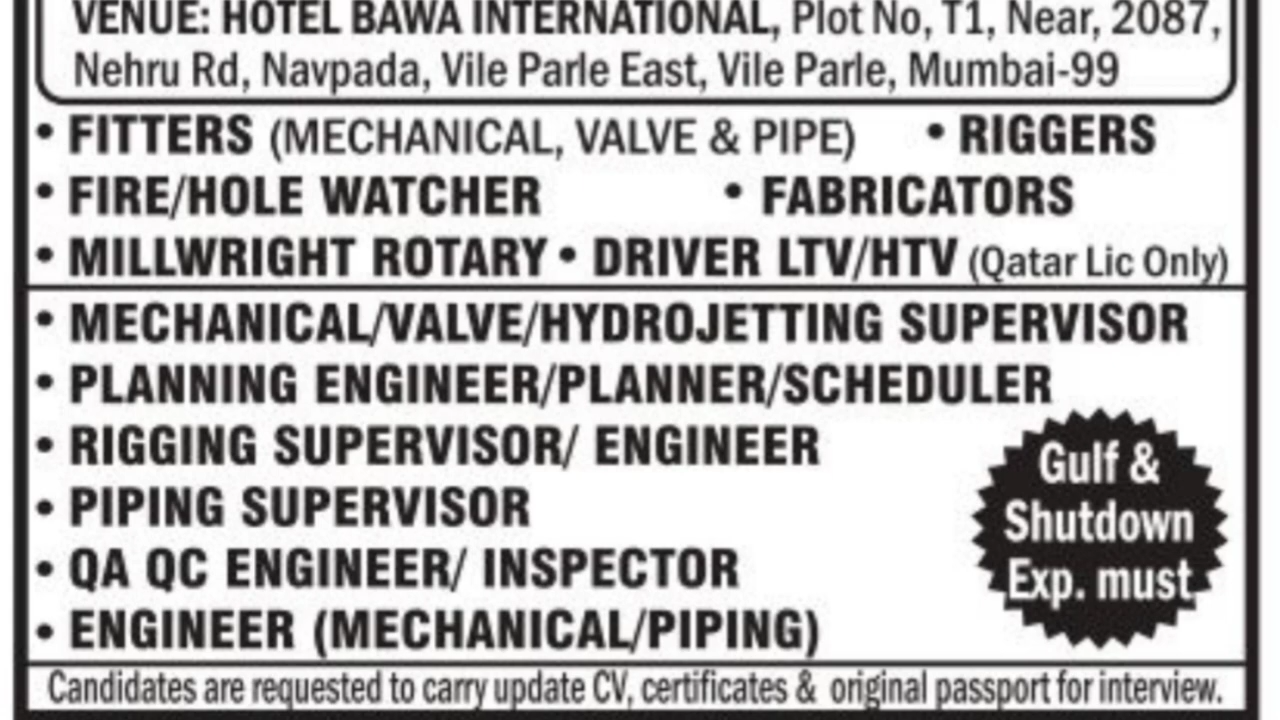 VENUE: HOTEL BAWA INTERNATIONAL, Plot No, T1, Near, 2087,
Nehru Rd, Navpada, Vile Parle East, Vile Parle, Mumbai-99
• FITTERS (MECHANICAL, VALVE & PIPE) • RIGGERS
• FIRE/HOLE WATCHER • FABRICATORS
• MILLWRIGHT ROTARY • DRIVER LTV/HTV (Qatar Lic Only)
• MECHANICAL/VALVE/HYDROJETTING SUPERVISOR
• PLANNING ENGINEER/PLANNER/SCHEDULER
• RIGGING SUPERVISOR/ ENGINEER
• PIPING SUPERVISOR
• QA QC ENGINEER/ INSPECTOR
• ENGINEER (MECHANICAL/PIPING)
Gulf &
Shutdown
Exp. must
Candidates are requested to carry update CV, certificates & original passport for interview.